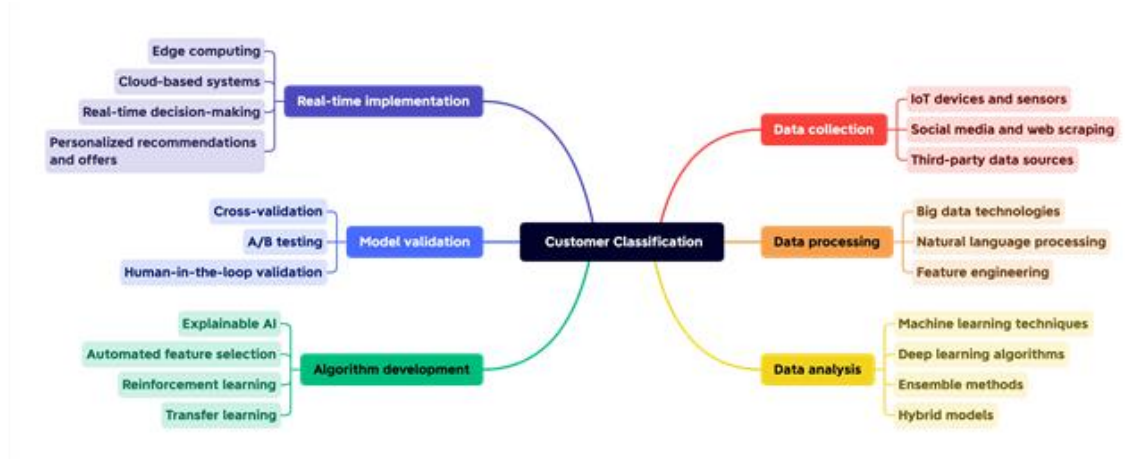 Customer Classification
Data collection
IoT devices and sensors
Social media and web scraping
Third-party data sources
Data processing
Big data technologies
Natural language processing
Feature engineering
Data analysis
Machine learning techniques
Deep learning algorithms
Ensemble methods
Hybrid models
Algorithm development
Explainable AI
Automated feature selection
Reinforcement learning
Transfer learning
Model validation
Cross-validation
A/B testing
Human-in-the-loop validation
Real-time implementation
Edge computing
Cloud-based systems
Real-time decision-making
Personalized recommendations
and offers